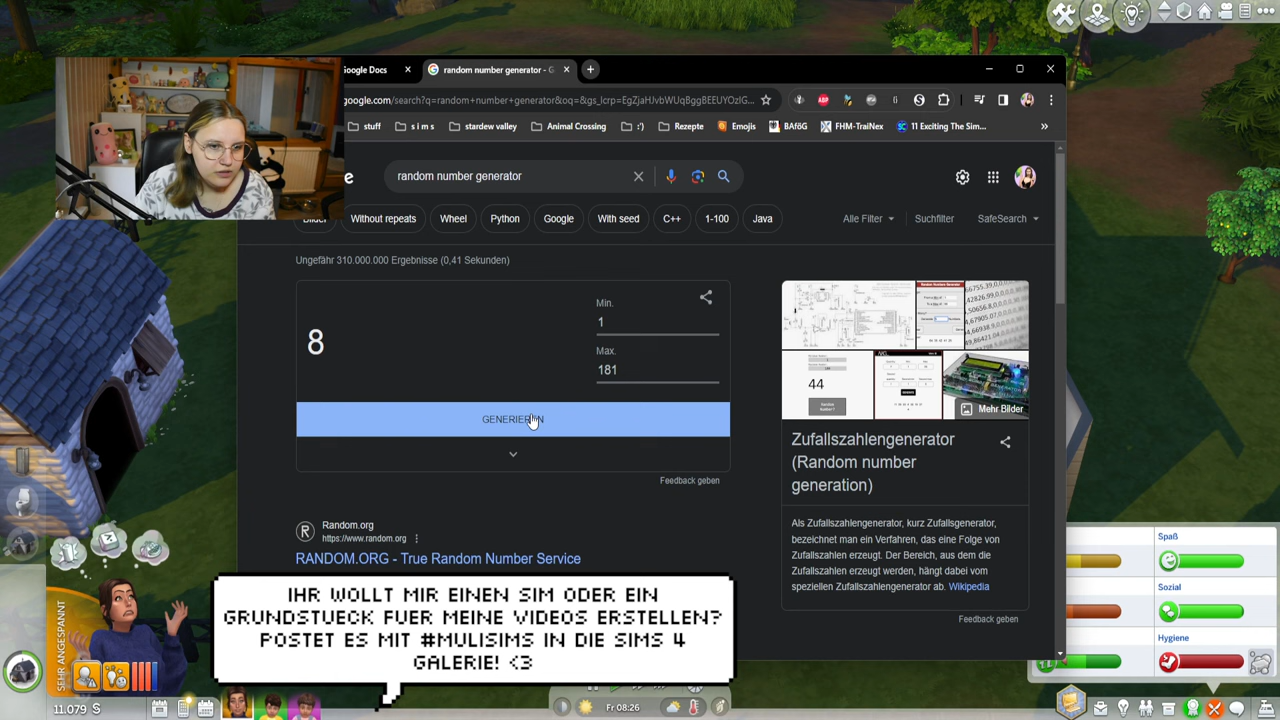 Google Docs
random number generator - G
google.com/search?q=random+number+generator&oq=&gs_lcrp=EgZjaHJvbWUqBggBEEUYOzIG...
stuff
s i m s
stardew valley
Animal Crossing
:)
Rezepte
Emojis
BAföG
FHM-TraiNex
11 Exciting The Sim...
e
random number generator
Bilder
Without repeats
Wheel
Python
Google
With seed
C++
1-100
Java
Alle Filter
Suchfilter
SafeSearch
Ungefähr 310.000.000 Ergebnisse (0,41 Sekunden)
8
Min.
1
Max.
181
GENERIEREN
Feedback geben
44
Mehr Bilder
Zufallszahlengenerator
(Random number
generation)
Als Zufallszahlengenerator, kurz Zufallsgenerator,
bezeichnet man ein Verfahren, das eine Folge von
Zufallszahlen erzeugt. Der Bereich, aus dem die
Zufallszahlen erzeugt werden, hängt dabei vom
speziellen Zufallszahlengenerator ab. Wikipedia
Feedback geben
R
Random.org
https://www.random.org
RANDOM.ORG - True Random Number Service
IHR WOLLT MIR EINEN SIM ODER EIN
GRUNDSTUECK FUER MEINE VIDEOS ERSTELLEN?
POSTET ES MIT #MULISIMS IN DIE SIMS 4
GALERIE! <3
Spaß
Sozial
Hygiene
SEHR ANGESPANNT
11.079 $
Fr 08:26